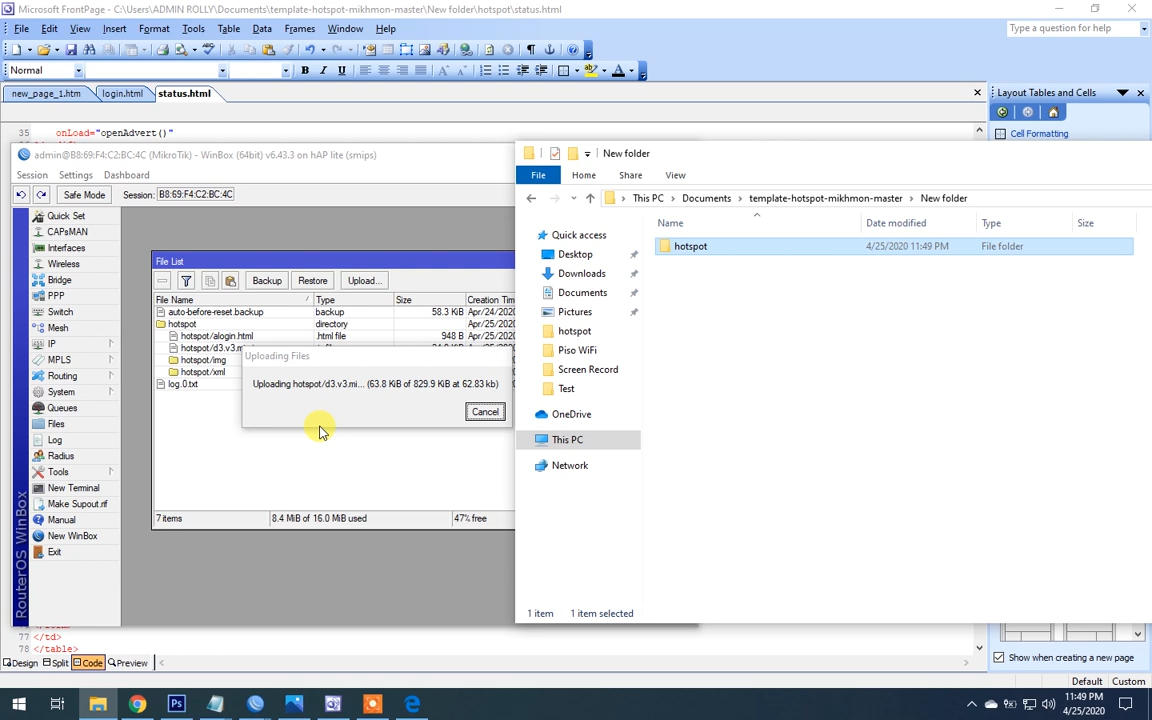 Microsoft FrontPage - C:\Users\ADMIN ROLLY\Documents\template-hotspot-mikhmon-master\New folder\hotspot\status.html
File Edit View Insert Format Tools Table Data Frames Window Help
Type a question for help
Normal
B I U
new_page_1.htm login.html status.html
Layout Tables and Cells
Cell Formatting
35 onLoad="openAdvert()"
admin@B8:69:F4:C2:BC:4C (MikroTik) - WinBox (64bit) v6.43.3 on hAP lite (smips)
Session Settings Dashboard
Safe Mode Session: B8:69:F4:C2:BC:4C
Quick Set
CAPsMAN
Interfaces
Wireless
Bridge
PPP
Switch
Mesh
IP
MPLS
Routing
System
Queues
Files
Log
Radius
Tools
New Terminal
Make Supout.rif
Manual
New WinBox
Exit
RouterOS WinBox
File List
Backup Restore Upload...
File Name Type Size Creation Tim
auto-before-reset.backup backup 58.3 KiB Apr/24/2020
hotspot directory Apr/25/2020
hotspot/alogin.html .html file 948 B Apr/25/2020
hotspot/d3.v3.m
hotspot/img
hotspot/xml
log.0.txt
7 items 8.4 MiB of 16.0 MiB used 47% free
Uploading Files
Uploading hotspot/d3.v3.mi... (63.8 KiB of 829.9 KiB at 62.83 kb)
Cancel
New folder
File Home Share View
This PC Documents template-hotspot-mikhmon-master New folder
Name Date modified Type Size
hotspot 4/25/2020 11:49 PM File folder
Quick access
Desktop
Downloads
Documents
Pictures
hotspot
Piso WiFi
Screen Record
Test
OneDrive
This PC
Network
1 item 1 item selected
77 </td>
78 </table>
Design Split Code Preview
Show when creating a new page
Default Custom
11:49 PM
4/25/2020